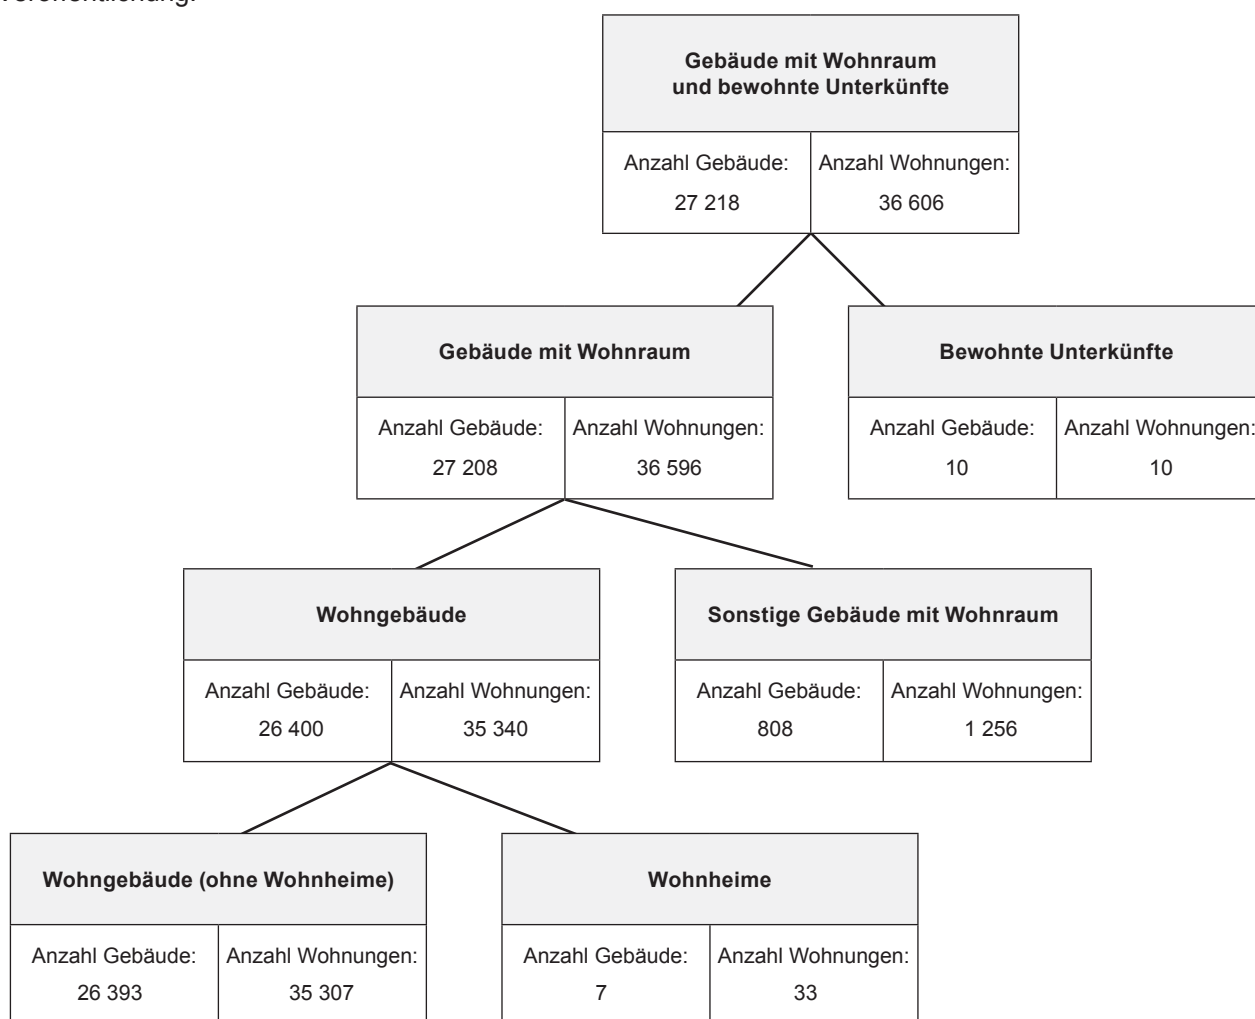 Veröffentlichung.
Gebäude mit Wohnraum
und bewohnte Unterkünfte
Anzahl Gebäude: Anzahl Wohnungen:
27 218 36 606
Gebäude mit Wohnraum Bewohnte Unterkünfte
Anzahl Gebäude: Anzahl Wohnungen: Anzahl Gebäude: Anzahl Wohnungen:
27 208 36 596 10 10
Wohngebäude Sonstige Gebäude mit Wohnraum
Anzahl Gebäude: Anzahl Wohnungen: Anzahl Gebäude: Anzahl Wohnungen:
26 400 35 340 808 1 256
Wohngebäude (ohne Wohnheime) Wohnheime
Anzahl Gebäude: Anzahl Wohnungen: Anzahl Gebäude: Anzahl Wohnungen:
26 393 35 307 7 33